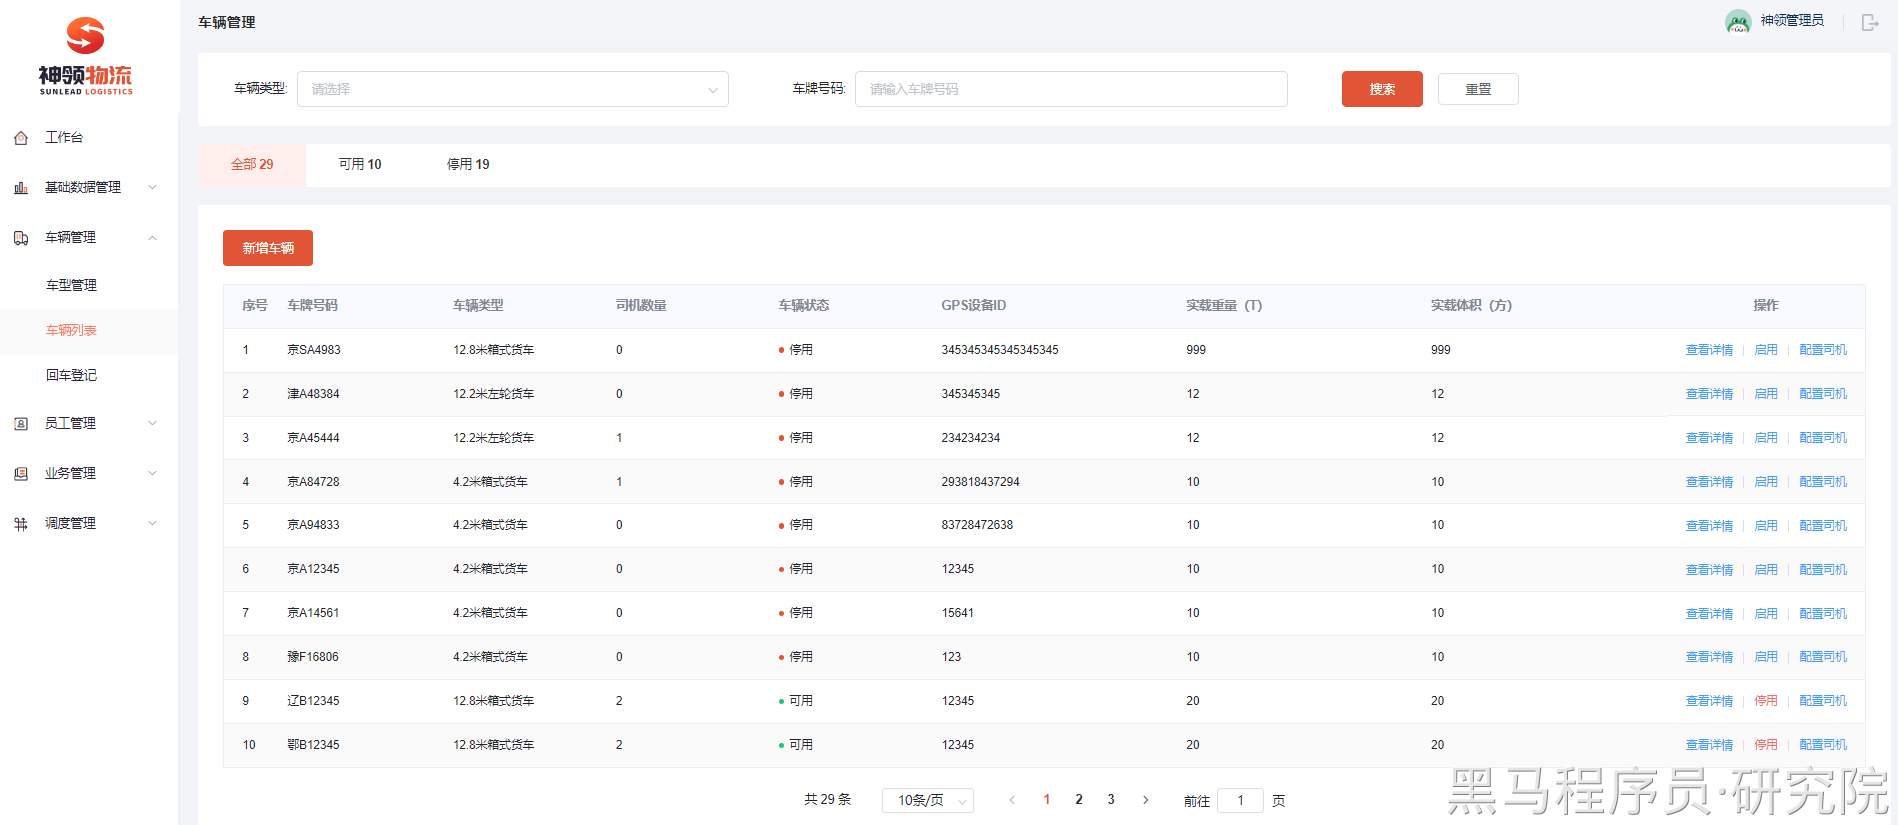 神领物流
SUNLEAD LOGISTICS
工作台
基础数据管理
车辆管理
车型管理
车辆列表
回车登记
员工管理
业务管理
调度管理
车辆管理
神领管理员
车辆类型: 请选择 车牌号码: 请输入车牌号码 搜索 重置
全部 29 可用 10 停用 19
新增车辆
序号 车牌号码 车辆类型 司机数量 车辆状态 GPS设备ID 实载重量（T） 实载体积（方） 操作
1 京SA4983 12.8米箱式货车 0 停用 345345345345345345 999 999 查看详情 启用 配置司机
2 津A48384 12.2米左轮货车 0 停用 345345345 12 12 查看详情 启用 配置司机
3 京A45444 12.2米左轮货车 1 停用 234234234 12 12 查看详情 启用 配置司机
4 京A84728 4.2米箱式货车 1 停用 293818437294 10 10 查看详情 启用 配置司机
5 京A94833 4.2米箱式货车 0 停用 83728472638 10 10 查看详情 启用 配置司机
6 京A12345 4.2米箱式货车 0 停用 12345 10 10 查看详情 启用 配置司机
7 京A14561 4.2米箱式货车 0 停用 15641 10 10 查看详情 启用 配置司机
8 豫F16806 4.2米箱式货车 0 停用 123 10 10 查看详情 启用 配置司机
9 辽B12345 12.8米箱式货车 2 可用 12345 20 20 查看详情 停用 配置司机
10 鄂B12345 12.8米箱式货车 2 可用 12345 20 20 查看详情 停用 配置司机
共 29 条 10条/页 1 2 3 前往 1 页
黑马程序员·研究院